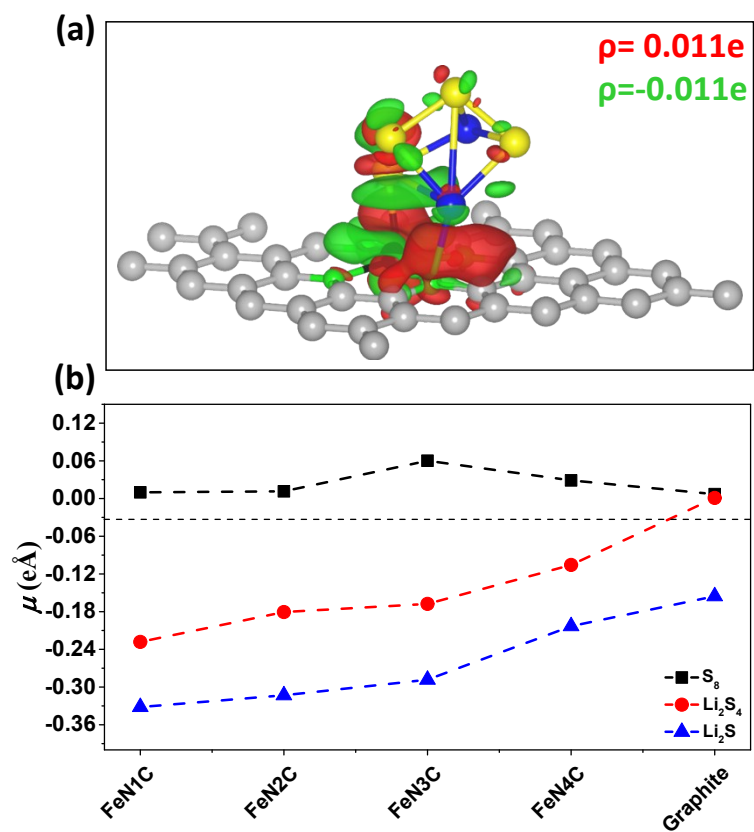 (a)
ρ= 0.011e
ρ=-0.011e
(b)
0.12
0.06
0.00
-0.06
-0.12
-0.18
-0.24
-0.30
-0.36
μ (eÅ)
S₈
Li₂S₄
Li₂S
FeN1C
FeN2C
FeN3C
FeN4C
Graphite